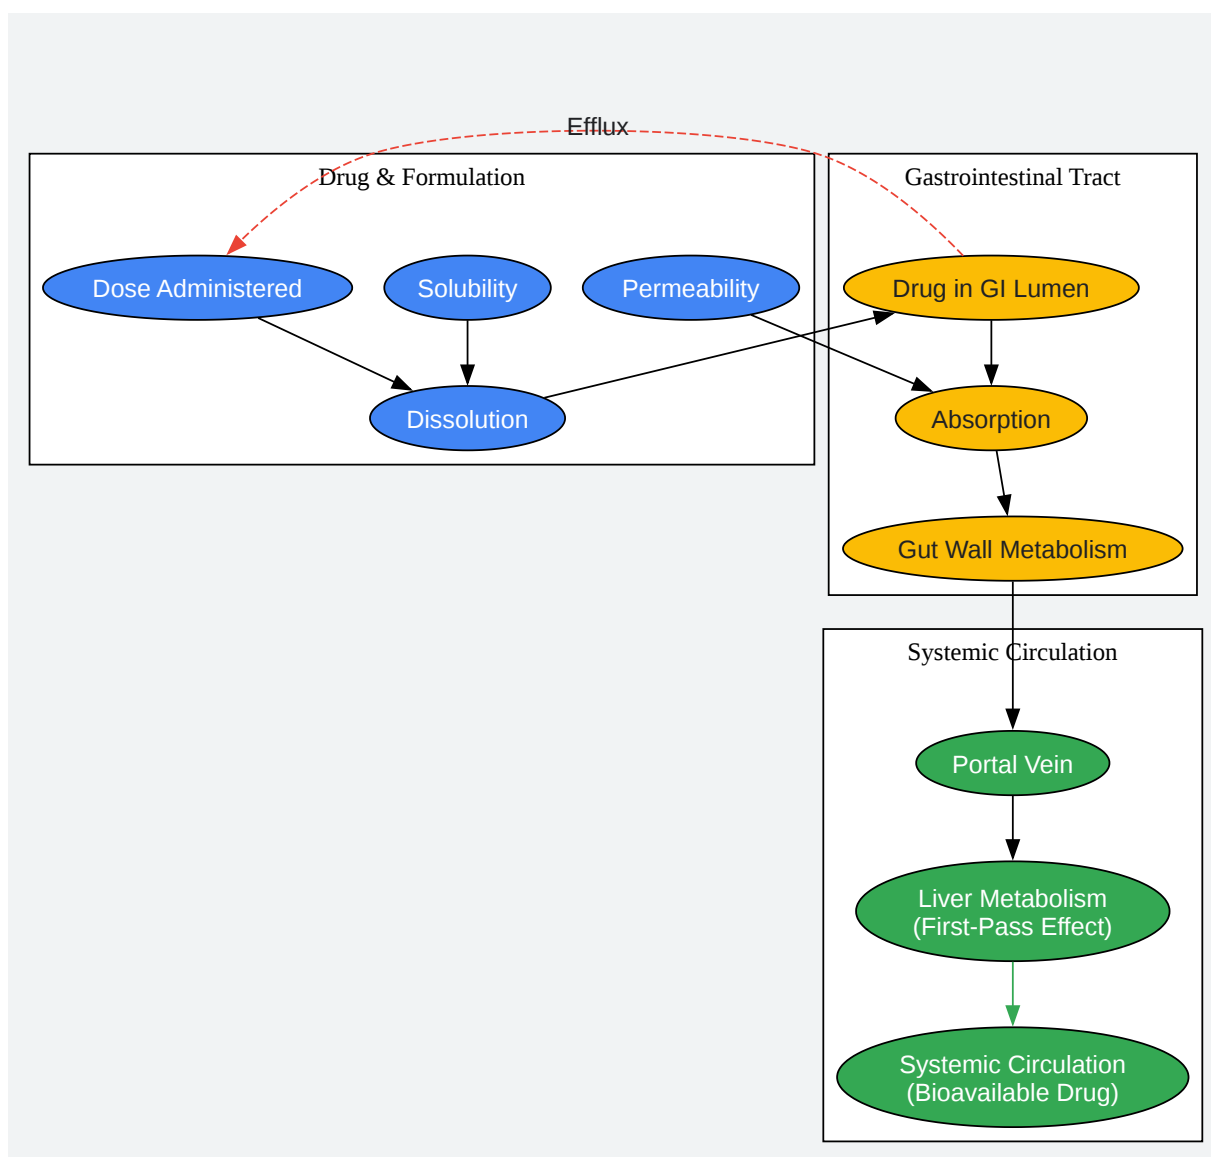 Efflux
Drug & Formulation
Gastrointestinal Tract
Dose Administered
Solubility
Permeability
Drug in GI Lumen
Dissolution
Absorption
Gut Wall Metabolism
Systemic Circulation
Portal Vein
Liver Metabolism
(First-Pass Effect)
Systemic Circulation
(Bioavailable Drug)